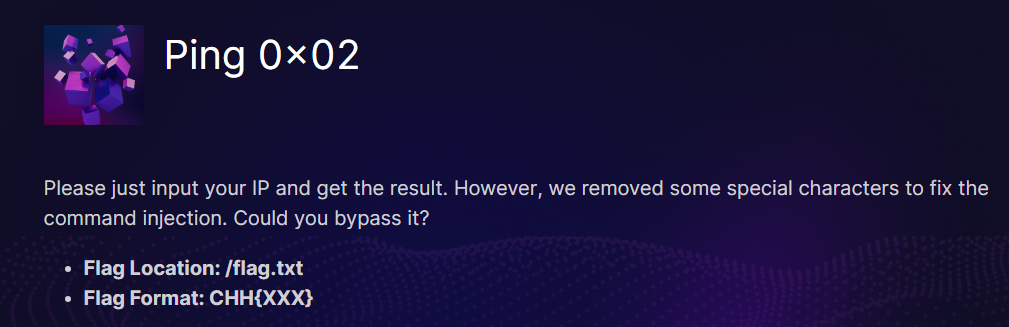 Ping 0×02
Please just input your IP and get the result. However, we removed some special characters to fix the
command injection. Could you bypass it?
• Flag Location: /flag.txt
• Flag Format: CHH{XXX}